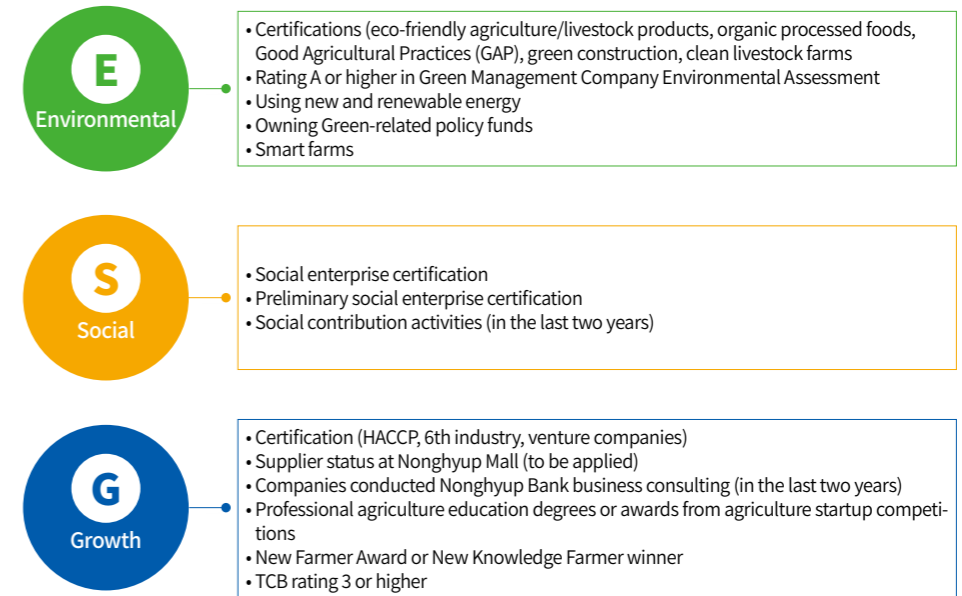 E
Environmental
• Certifications (eco-friendly agriculture/livestock products, organic processed foods,
Good Agricultural Practices (GAP), green construction, clean livestock farms
• Rating A or higher in Green Management Company Environmental Assessment
• Using new and renewable energy
• Owning Green-related policy funds
• Smart farms
S
Social
• Social enterprise certification
• Preliminary social enterprise certification
• Social contribution activities (in the last two years)
G
Growth
• Certification (HACCP, 6th industry, venture companies)
• Supplier status at Nonghyup Mall (to be applied)
• Companies conducted Nonghyup Bank business consulting (in the last two years)
• Professional agriculture education degrees or awards from agriculture startup competi-
tions
• New Farmer Award or New Knowledge Farmer winner
• TCB rating 3 or higher